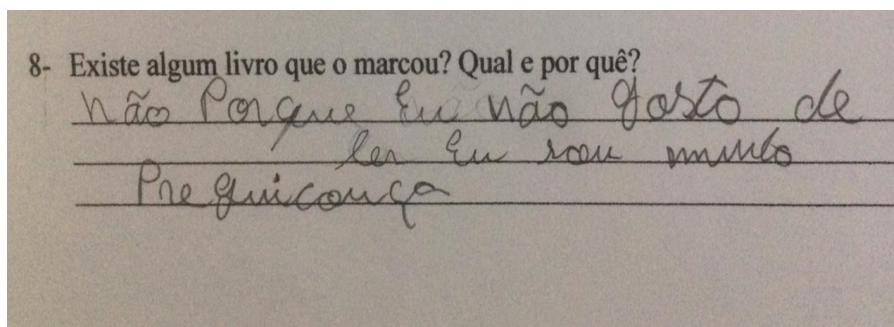 8- Existe algum livro que o marcou? Qual e por quê?
não Porque Eu não gosto de
ler Eu sou muito
Preguicouça